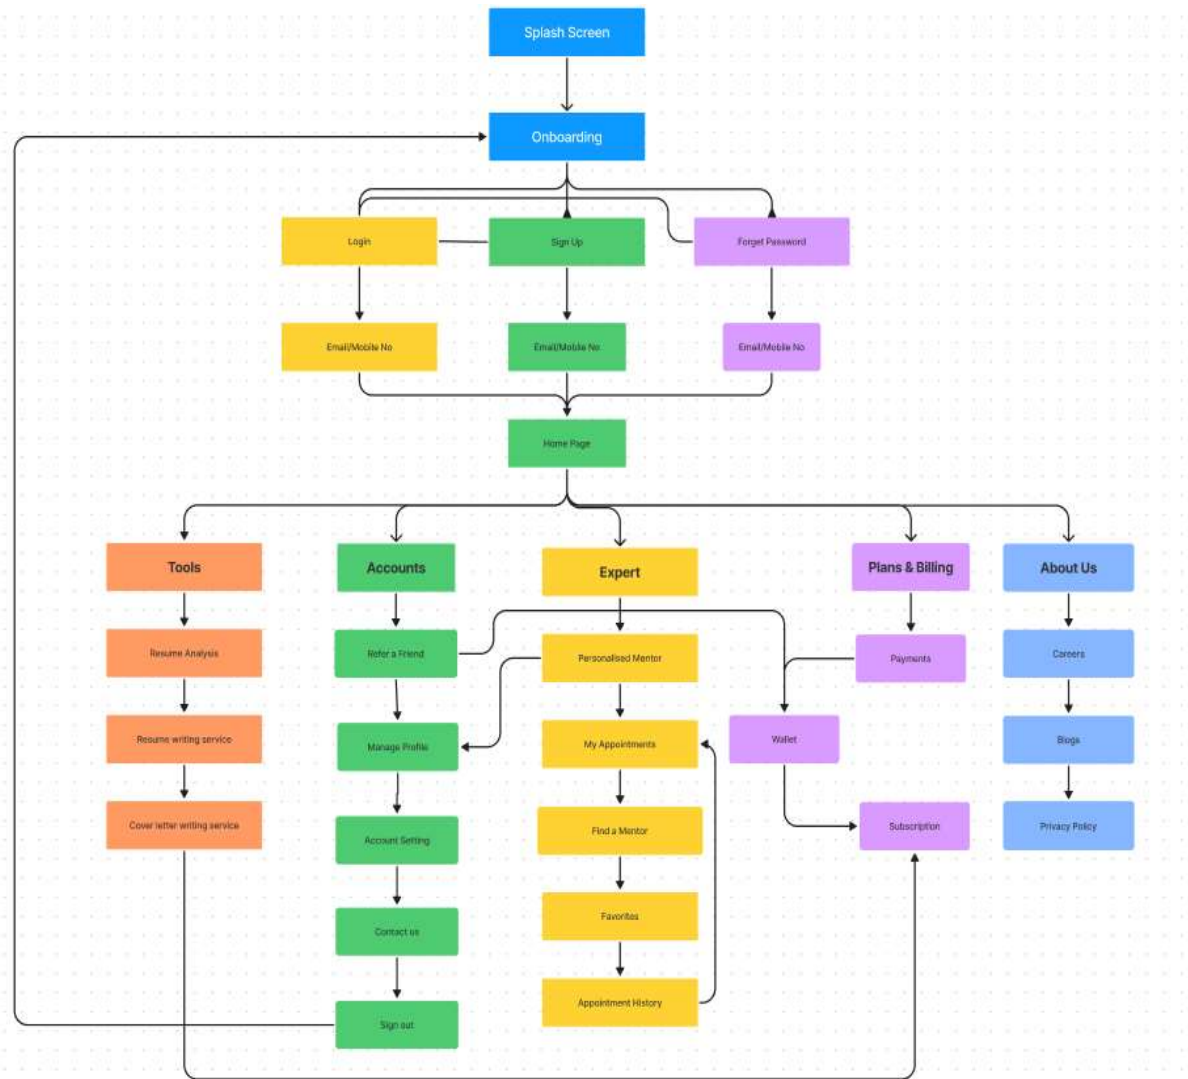 Splash Screen
Onboarding
Login
Sign Up
Forget Password
Email/Mobile No
Email/Mobile No
Email/Mobile No
Home Page
Tools
Accounts
Expert
Plans & Billing
About Us
Resume Analysis
Refer a Friend
Personalised Mentor
Payments
Careers
Resume writing service
Manage Profile
My Appointments
Wallet
Blogs
Cover letter writing service
Account Setting
Find a Mentor
Subscription
Privacy Policy
Contact us
Favorites
Sign out
Appointment History